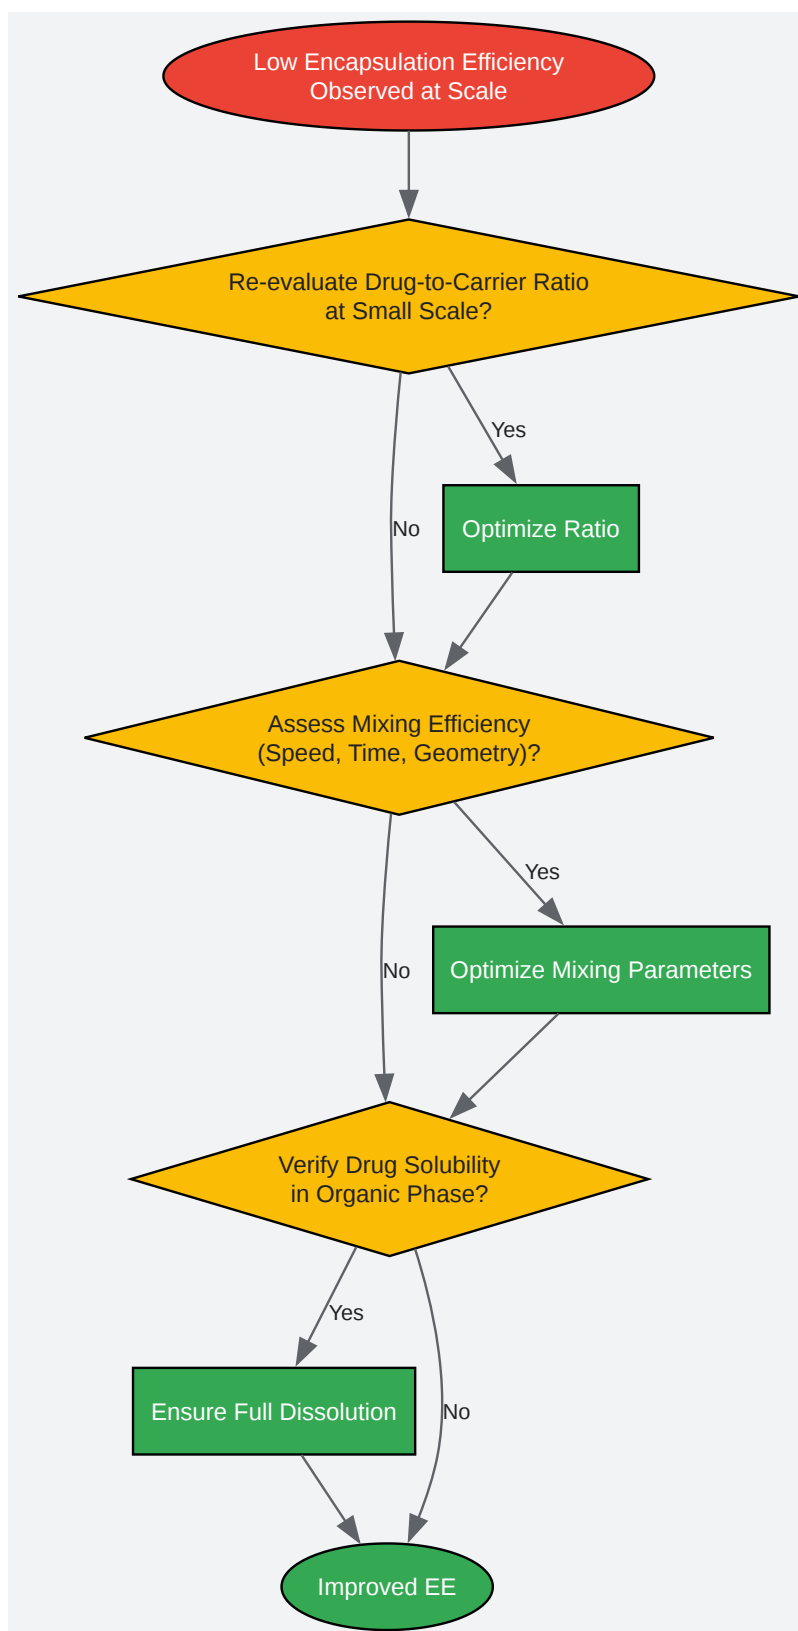 Low Encapsulation Efficiency
Observed at Scale
Re-evaluate Drug-to-Carrier Ratio
at Small Scale?
Yes
No
Optimize Ratio
Assess Mixing Efficiency
(Speed, Time, Geometry)?
Yes
No
Optimize Mixing Parameters
Verify Drug Solubility
in Organic Phase?
Yes
Ensure Full Dissolution
No
Improved EE